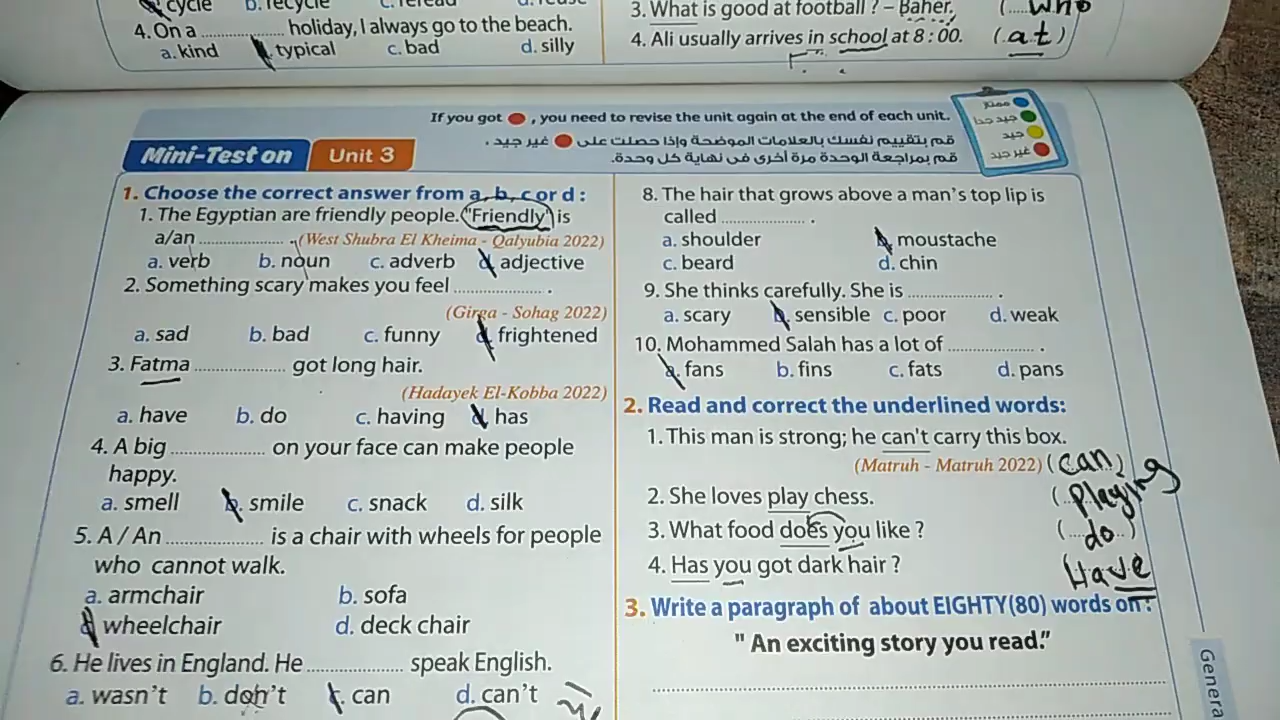 cycle b. recycle c. reread d. reuse
4. On a ................ holiday, I always go to the beach.
a. kind typical c. bad d. silly
3. What is good at football ? – Baher. (....who
4. Ali usually arrives in school at 8 : 00. (at)
If you got 🔴 , you need to revise the unit again at the end of each unit.
قم بتقييم نفسك بالعلامات الموضحة وإذا حصلت على 🔴 غير جيد ،
قم بمراجعة الوحدة مرة أخرى فى نهاية كل وحدة.
ممتاز
جيد جدا
جيد
غير جيد
Mini-Test on Unit 3
1. Choose the correct answer from a, b, c or d :
1. The Egyptian are friendly people. "Friendly" is
a/an ................ . (West Shubra El Kheima - Qalyubia 2022)
a. verb b. noun c. adverb d. adjective
2. Something scary makes you feel ................ .
(Girga - Sohag 2022)
a. sad b. bad c. funny d. frightened
3. Fatma ................ got long hair.
(Hadayek El-Kobba 2022)
a. have b. do c. having d. has
4. A big ................ on your face can make people
happy.
a. smell b. smile c. snack d. silk
5. A / An ................ is a chair with wheels for people
who cannot walk.
a. armchair b. sofa
c. wheelchair d. deck chair
6. He lives in England. He ................ speak English.
a. wasn't b. don't c. can d. can't
8. The hair that grows above a man's top lip is
called ................ .
a. shoulder b. moustache
c. beard d. chin
9. She thinks carefully. She is ................ .
a. scary b. sensible c. poor d. weak
10. Mohammed Salah has a lot of ................ .
a. fans b. fins c. fats d. pans
2. Read and correct the underlined words:
1. This man is strong; he can't carry this box.
(Matruh - Matruh 2022) (can)
2. She loves play chess. (playing
3. What food does you like ? (do)
4. Has you got dark hair ? Have
3. Write a paragraph of about EIGHTY(80) words on :
" An exciting story you read."
Genera